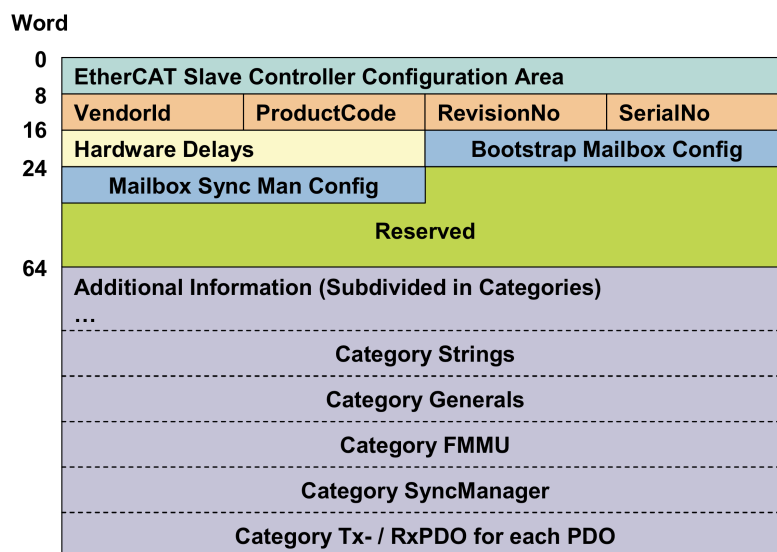 Word
0
EtherCAT Slave Controller Configuration Area
8
VendorId ProductCode RevisionNo SerialNo
16
Hardware Delays Bootstrap Mailbox Config
24
Mailbox Sync Man Config
Reserved
64
Additional Information (Subdivided in Categories)
...
Category Strings
Category Generals
Category FMMU
Category SyncManager
Category Tx- / RxPDO for each PDO